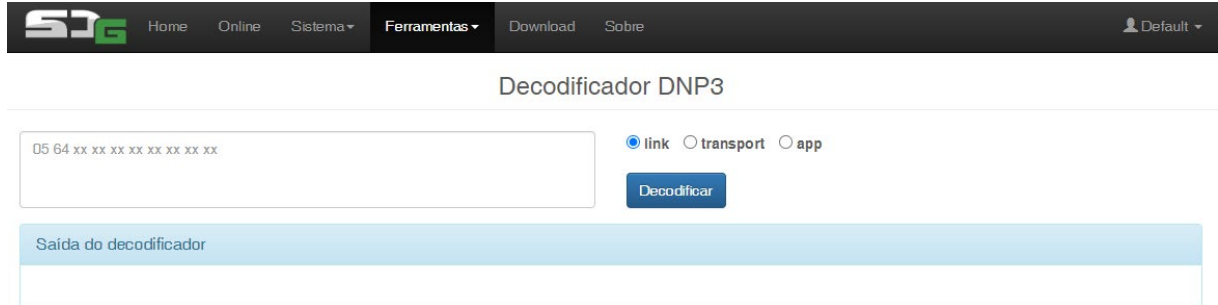 SDG Home Online Sistema Ferramentas Download Sobre Default
Decodificador DNP3
05 64 xx xx xx xx xx xx xx xx
link transport app
Decodificar
Saída do decodificador